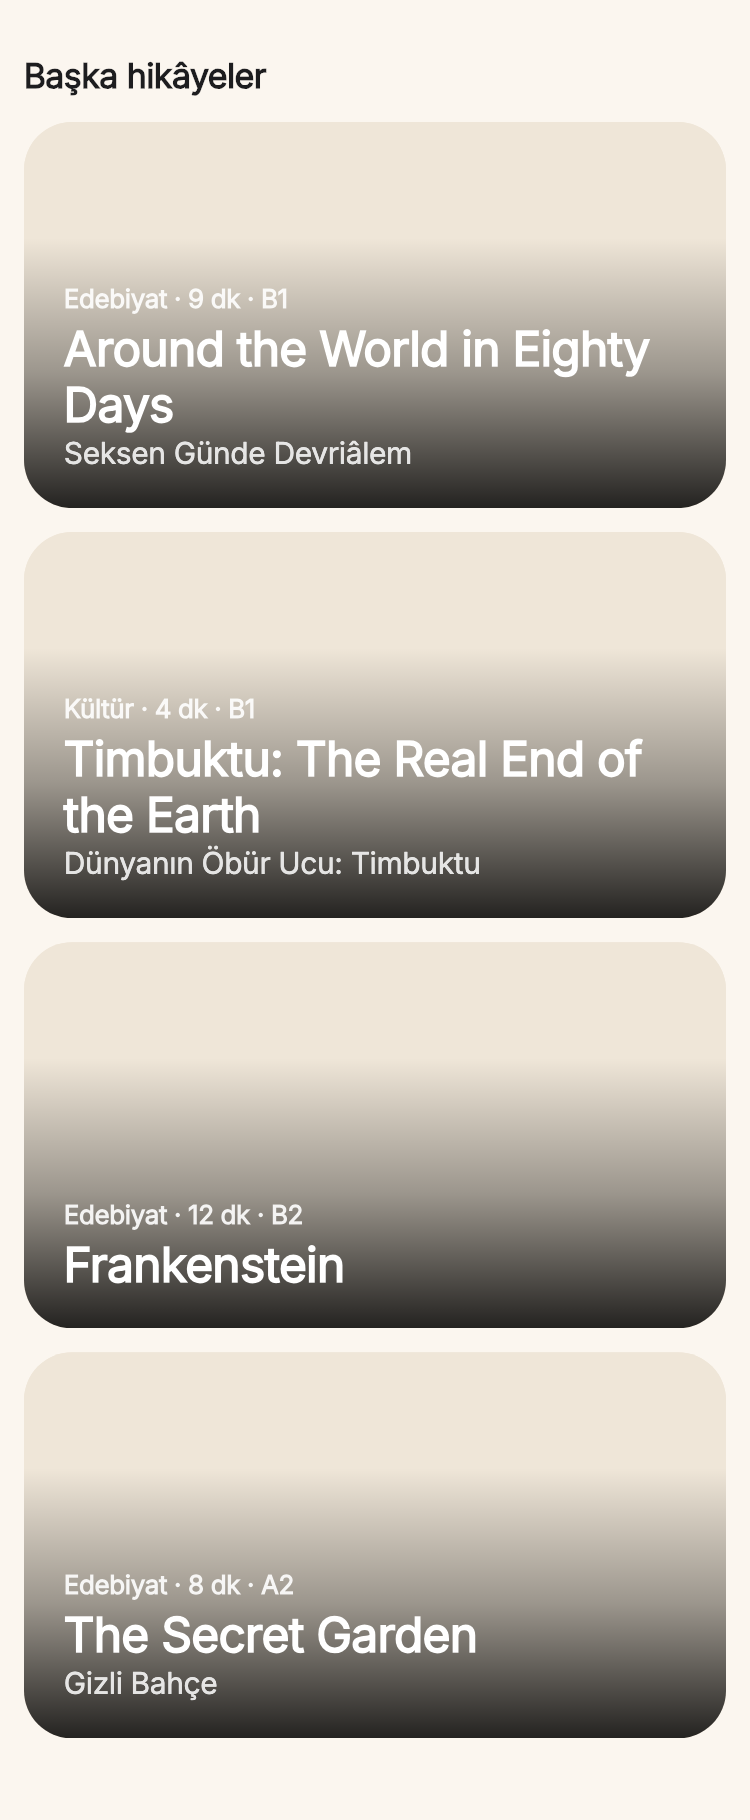 Başka hikâyeler
Edebiyat · 9 dk · B1
Around the World in Eighty
Days
Seksen Günde Devriâlem
Kültür · 4 dk · B1
Timbuktu: The Real End of
the Earth
Dünyanın Öbür Ucu: Timbuktu
Edebiyat · 12 dk · B2
Frankenstein
Edebiyat · 8 dk · A2
The Secret Garden
Gizli Bahçe